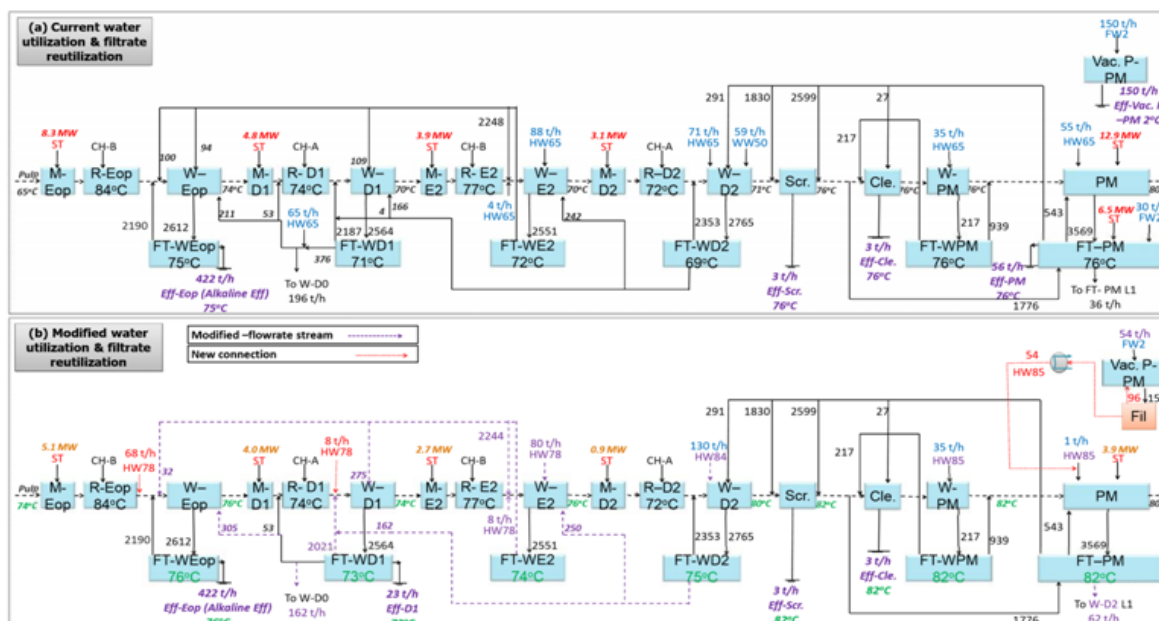 (a) Current water
utilization & filtrate
reutilization
150 t/h
FW2
Vac. P-
PM
150 t/h
Eff-Vac.
–PM 2°C
291
1830
2599
27
2248
8.3 MW
ST
CH-B
100
94
4.8 MW
ST
CH-A
109
3.9 MW
ST
CH-B
88 t/h
HW65
3.1 MW
ST
CH-A
71 t/h
HW65
59 t/h
WW50
217
35 t/h
HW65
55 t/h
HW65
12.9 MW
ST
Pulp
65°C
M-
Eop
R-Eop
84°C
W–
Eop
74°C
M-
D1
R- D1
74°C
W–
D1
70°C
M-
E2
R- E2
77°C
W–
E2
70°C
M-
D2
R-D2
72°C
W–
D2
71°C
Scr.
76°C
Cle.
76°C
W-
PM
76°C
PM
80
2190
2612
211
53
65 t/h
HW65
2187
2564
4
166
376
4 t/h
HW65
2551
242
2353
2765
217
939
543
3569
6.5 MW
ST
30 t/h
FW2
FT-WEop
75°C
FT-WD1
71°C
FT-WE2
72°C
FT-WD2
69°C
FT-WPM
76°C
FT–PM
76°C
422 t/h
Eff-Eop (Alkaline Eff)
75°C
To W-D0
196 t/h
3 t/h
Eff-Scr.
76°C
3 t/h
Eff-Cle.
76°C
56 t/h
Eff-PM
76°C
To FT- PM L1
36 t/h
1776
(b) Modified water
utilization & filtrate
reutilization
Modified –flowrate stream
New connection
54 t/h
FW2
Vac. P-
PM
54
HW85
96
Fil
291
1830
2599
27
2244
5.1 MW
ST
CH-B
68 t/h
HW78
32
4.0 MW
ST
CH-A
8 t/h
HW78
275
2.7 MW
ST
CH-B
80 t/h
HW78
0.9 MW
ST
CH-A
130 t/h
HW84
217
35 t/h
HW85
1 t/h
HW85
3.9 MW
ST
Pulp
74°C
M-
Eop
R-Eop
84°C
W–
Eop
76°C
M-
D1
R- D1
74°C
W–
D1
74°C
M-
E2
R- E2
77°C
W–
E2
76°C
M-
D2
R-D2
72°C
W–
D2
80°C
Scr.
82°C
Cle.
W-
PM
82°C
PM
80
2190
2612
305
53
2021
2564
162
8 t/h
HW78
2551
250
2353
2765
217
939
543
3569
FT-WEop
76°C
FT-WD1
73°C
FT-WE2
74°C
FT-WD2
75°C
FT-WPM
82°C
FT–PM
82°C
422 t/h
Eff-Eop (Alkaline Eff)
76°C
To W-D0
162 t/h
23 t/h
Eff-D1
3 t/h
Eff-Scr.
82°C
3 t/h
Eff-Cle.
82°C
To W-D2 L1
62 t/h
1776